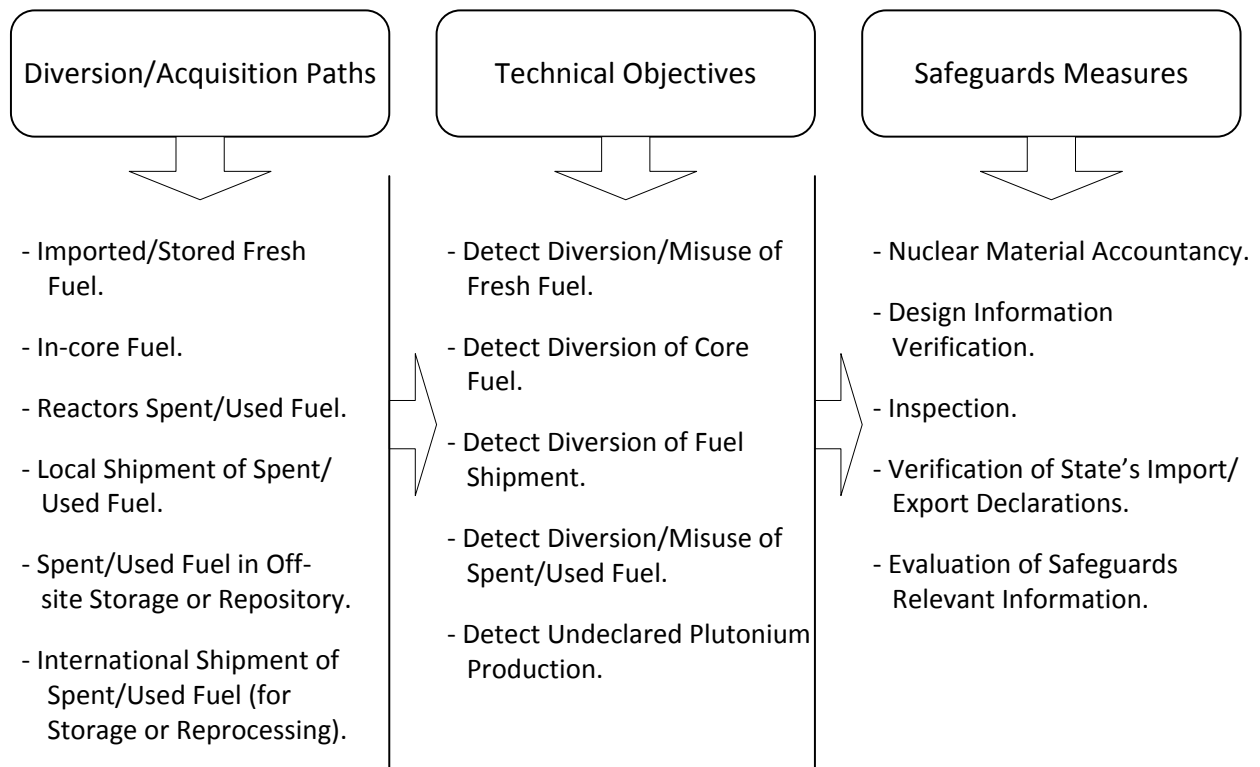 Diversion/Acquisition Paths
- Imported/Stored Fresh
Fuel.
- In-core Fuel.
- Reactors Spent/Used Fuel.
- Local Shipment of Spent/
Used Fuel.
- Spent/Used Fuel in Off-
site Storage or Repository.
- International Shipment of
Spent/Used Fuel (for
Storage or Reprocessing).
Technical Objectives
- Detect Diversion/Misuse of
Fresh Fuel.
- Detect Diversion of Core
Fuel.
- Detect Diversion of Fuel
Shipment.
- Detect Diversion/Misuse of
Spent/Used Fuel.
- Detect Undeclared Plutonium
Production.
Safeguards Measures
- Nuclear Material Accountancy.
- Design Information
Verification.
- Inspection.
- Verification of State’s Import/
Export Declarations.
- Evaluation of Safeguards
Relevant Information.